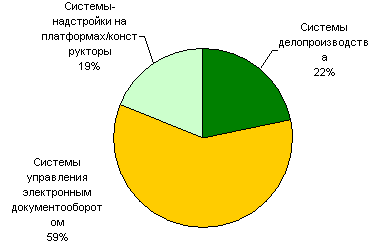 Системы-
надстройки на
платформах/конст
рукторы
19%
Системы
делопроизводств
а
22%
Системы
управления
электронным
документооборот
ом
59%